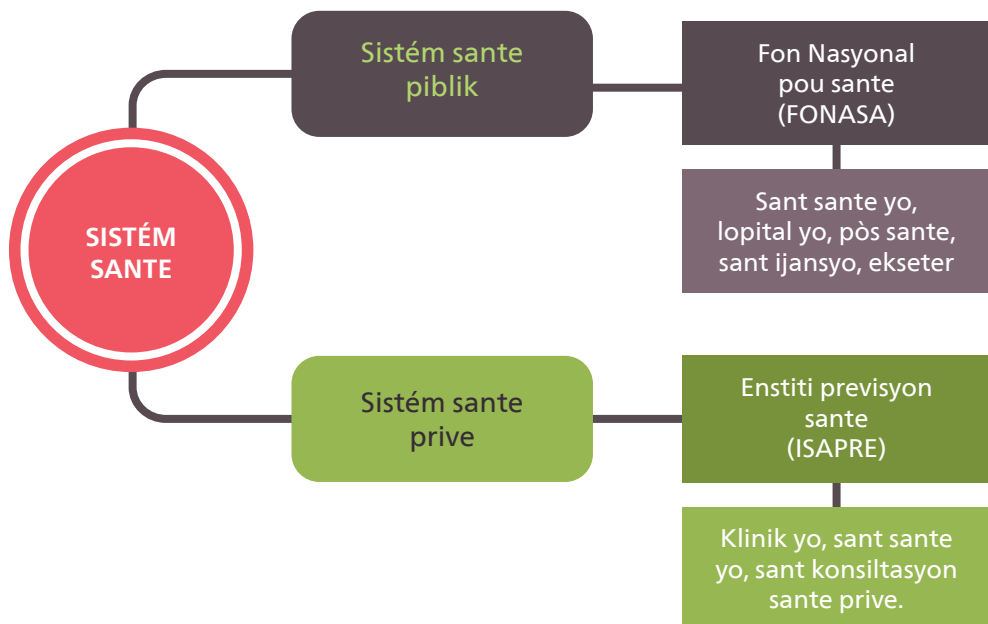 SISTÉM
SANTE
Sistém sante
piblik
Fon Nasyonal
pou sante
(FONASA)
Sant sante yo,
lopital yo, pòs sante,
sant ijansyo, ekseter
Sistém sante
prive
Enstiti previsyon
sante
(ISAPRE)
Klinik yo, sant sante
yo, sant konsiltasyon
sante prive.